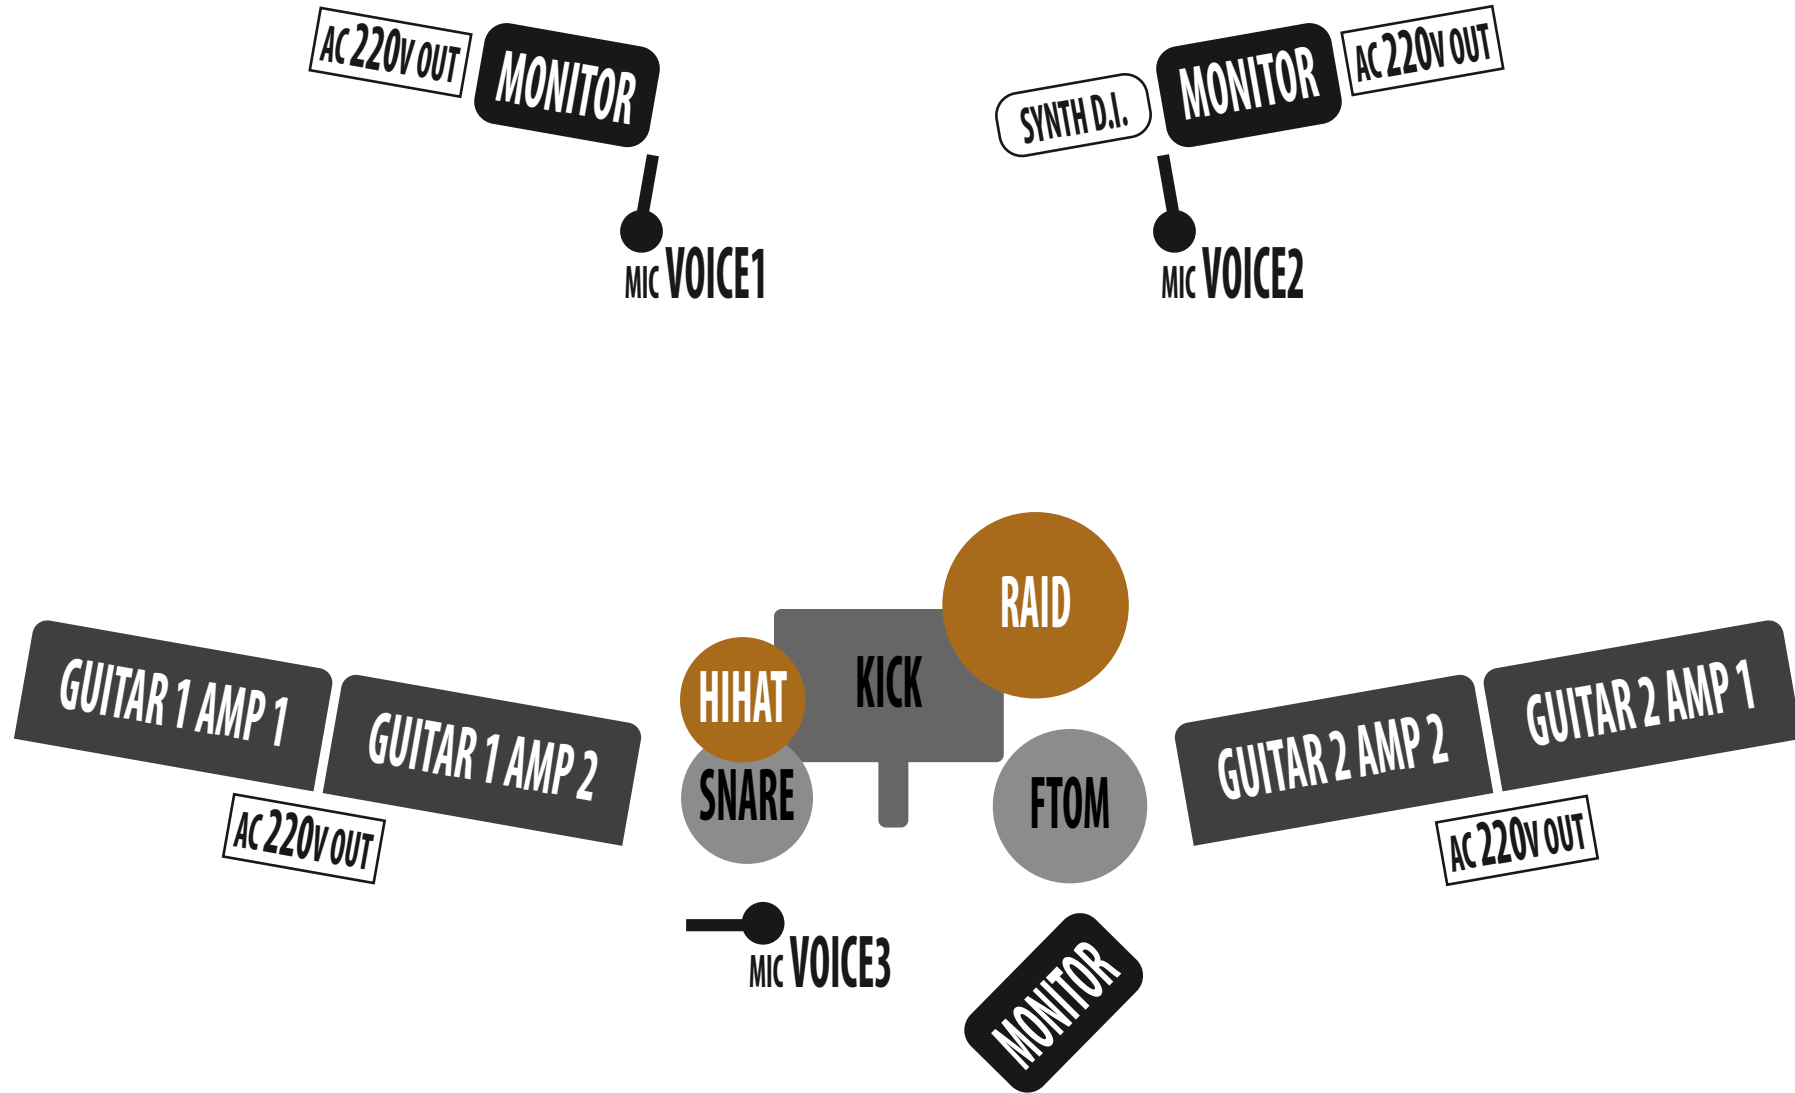 AC 220V OUT
MONITOR
SYNTH D.I.
MONITOR
AC 220V OUT
MIC VOICE1
MIC VOICE2
RAID
KICK
HIHAT
SNARE
FTOM
GUITAR 1 AMP 1
GUITAR 1 AMP 2
GUITAR 2 AMP 2
GUITAR 2 AMP 1
AC 220V OUT
AC 220V OUT
MIC VOICE3
MONITOR